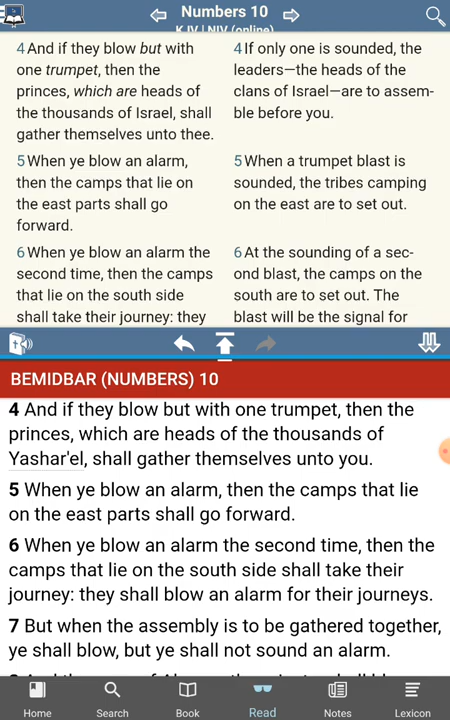 Numbers 10
KJV | NIV (online)
4 And if they blow but with
one trumpet, then the
princes, which are heads of
the thousands of Israel, shall
gather themselves unto thee.
5 When ye blow an alarm,
then the camps that lie on
the east parts shall go
forward.
6 When ye blow an alarm the
second time, then the camps
that lie on the south side
shall take their journey: they
4 If only one is sounded, the
leaders—the heads of the
clans of Israel—are to assem-
ble before you.
5 When a trumpet blast is
sounded, the tribes camping
on the east are to set out.
6 At the sounding of a sec-
ond blast, the camps on the
south are to set out. The
blast will be the signal for
BEMIDBAR (NUMBERS) 10
4 And if they blow but with one trumpet, then the
princes, which are heads of the thousands of
Yashar'el, shall gather themselves unto you.
5 When ye blow an alarm, then the camps that lie
on the east parts shall go forward.
6 When ye blow an alarm the second time, then the
camps that lie on the south side shall take their
journey: they shall blow an alarm for their journeys.
7 But when the assembly is to be gathered together,
ye shall blow, but ye shall not sound an alarm.
Home
Search
Book
Read
Notes
Lexicon